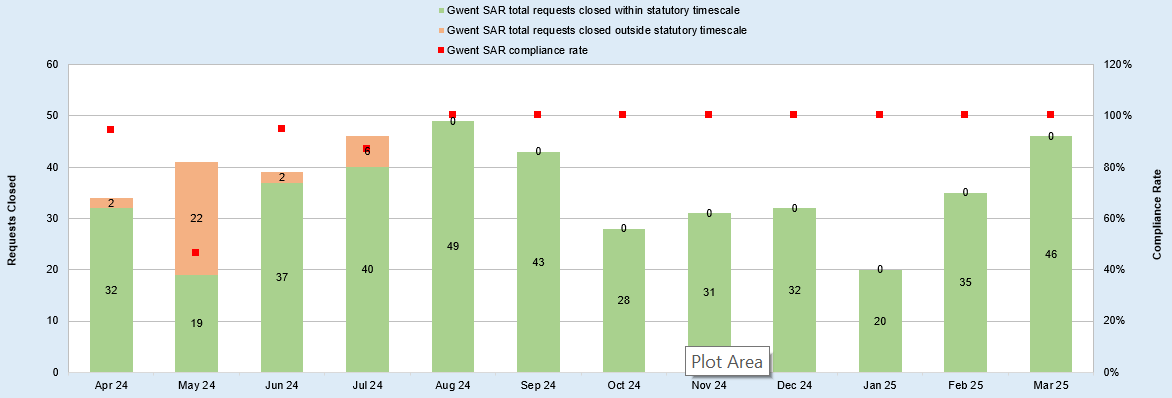 Gwent SAR total requests closed within statutory timescale
Gwent SAR total requests closed outside statutory timescale
Gwent SAR compliance rate
60 120%
50 100%
40 80%
30 60%
20 40%
10 20%
0 0%
Requests Closed
Compliance Rate
2 22 2 6 0 0 0 0 0 0 0 0
32 19 37 40 49 43 28 31 32 20 35 46
Plot Area
Apr 24 May 24 Jun 24 Jul 24 Aug 24 Sep 24 Oct 24 Nov 24 Dec 24 Jan 25 Feb 25 Mar 25